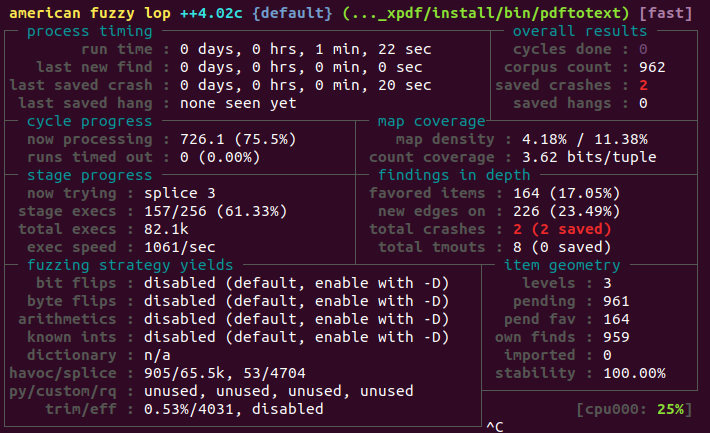 american fuzzy lop ++4.02c {default} (..._xpdf/install/bin/pdftotext) [fast]
process timing overall results
run time : 0 days, 0 hrs, 1 min, 22 sec cycles done : 0
last new find : 0 days, 0 hrs, 0 min, 0 sec corpus count : 962
last saved crash : 0 days, 0 hrs, 0 min, 20 sec saved crashes : 2
last saved hang : none seen yet saved hangs : 0
cycle progress map coverage
now processing : 726.1 (75.5%) map density : 4.18% / 11.38%
runs timed out : 0 (0.00%) count coverage : 3.62 bits/tuple
stage progress findings in depth
now trying : splice 3 favored items : 164 (17.05%)
stage execs : 157/256 (61.33%) new edges on : 226 (23.49%)
total execs : 82.1k total crashes : 2 (2 saved)
exec speed : 1061/sec total tmouts : 8 (0 saved)
fuzzing strategy yields item geometry
bit flips : disabled (default, enable with -D) levels : 3
byte flips : disabled (default, enable with -D) pending : 961
arithmetics : disabled (default, enable with -D) pend fav : 164
known ints : disabled (default, enable with -D) own finds : 959
dictionary : n/a imported : 0
havoc/splice : 905/65.5k, 53/4704 stability : 100.00%
py/custom/rq : unused, unused, unused, unused
trim/eff : 0.53%/4031, disabled [cpu000: 25%]
^C